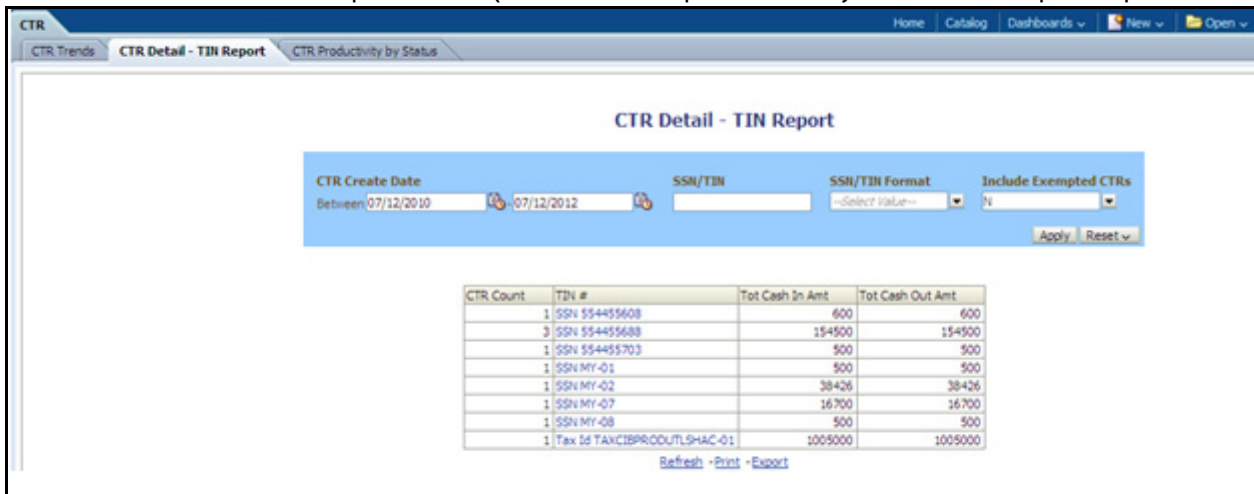 CTR
Home Catalog Dashboards New Open
CTR Trends CTR Detail - TIN Report CTR Productivity by Status
CTR Detail - TIN Report
CTR Create Date SSN/TIN SSN/TIN Format Include Exempted CTRs
Between 07/12/2010 - 07/12/2012 --Select Value-- N
Apply Reset
CTR Count TIN # Tot Cash In Amt Tot Cash Out Amt
1 SSN 554455608 600 600
3 SSN 554455688 154500 154500
1 SSN 554455703 500 500
1 SSN MY-01 500 500
1 SSN MY-02 38426 38426
1 SSN MY-07 16700 16700
1 SSN MY-08 500 500
1 Tax Id TAXCIBPRODUTLSHAC-01 1005000 1005000
Refresh - Print - Export